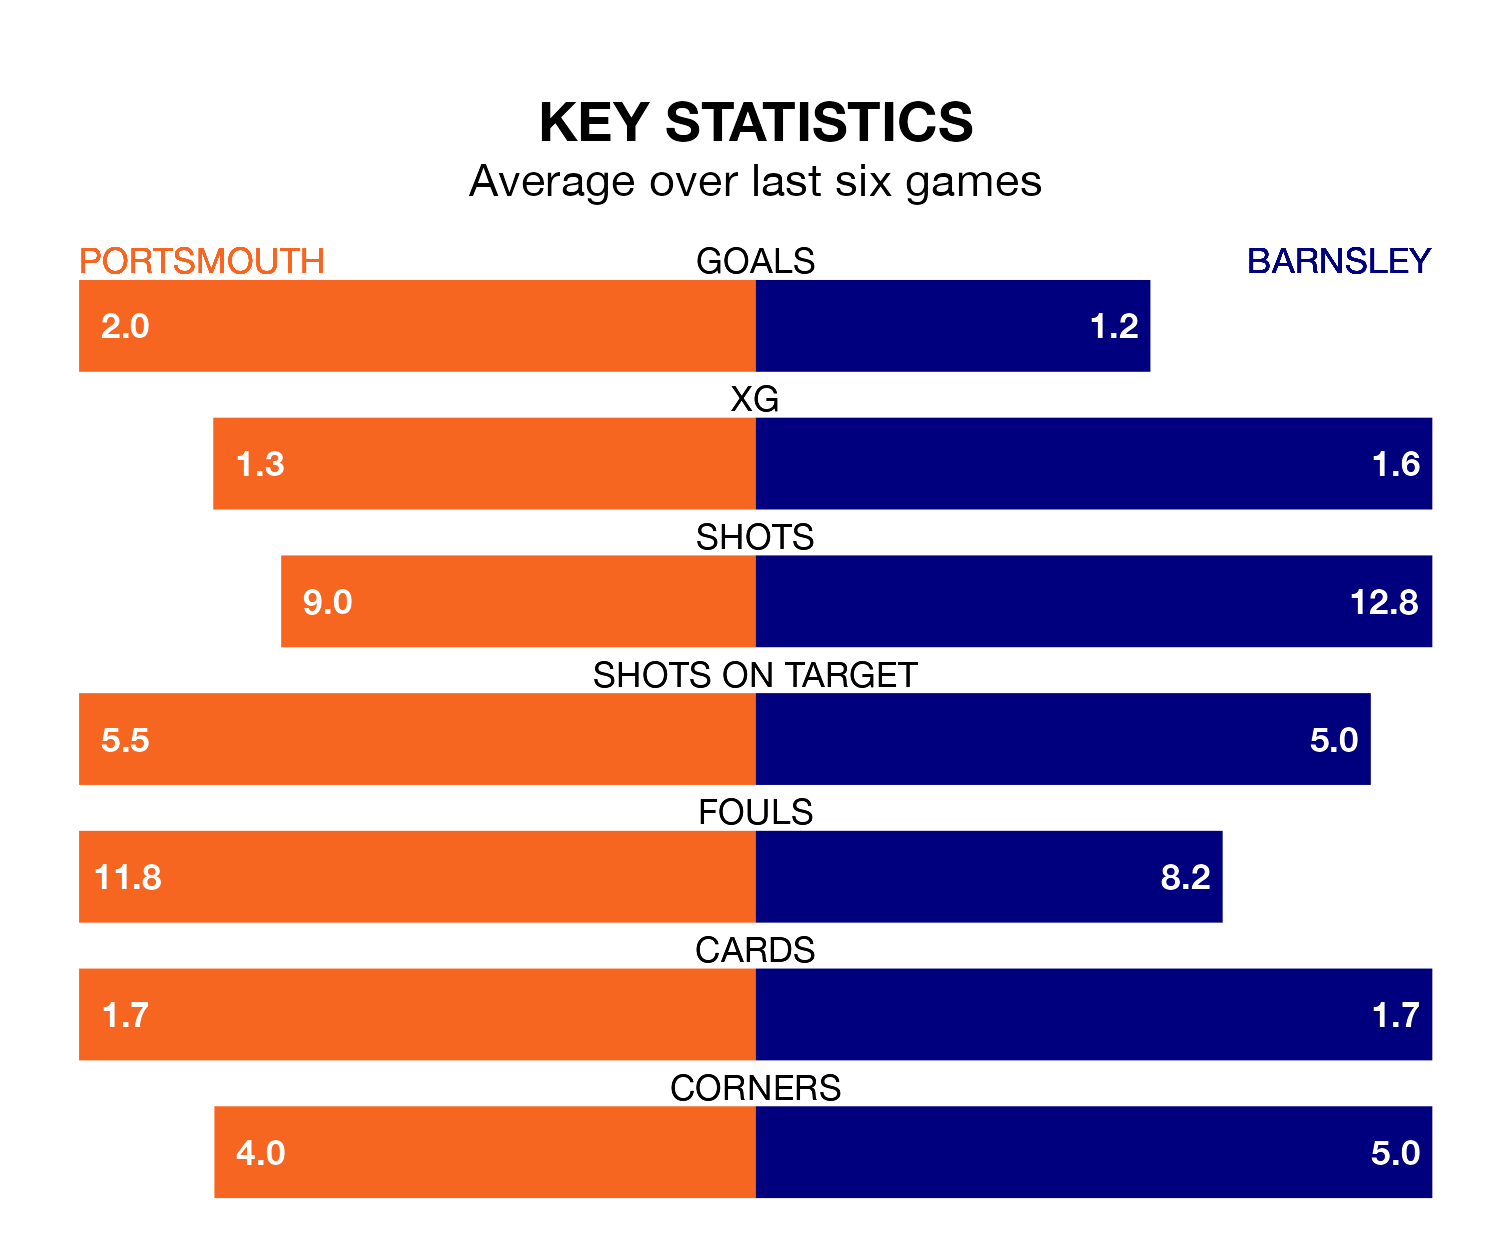 KEY STATISTICS
Average over last six games
PORTSMOUTH GOALS BARNSLEY
2.0 1.2
XG
1.3 1.6
SHOTS
9.0 12.8
SHOTS ON TARGET
5.5 5.0
FOULS
11.8 8.2
CARDS
1.7 1.7
CORNERS
4.0 5.0